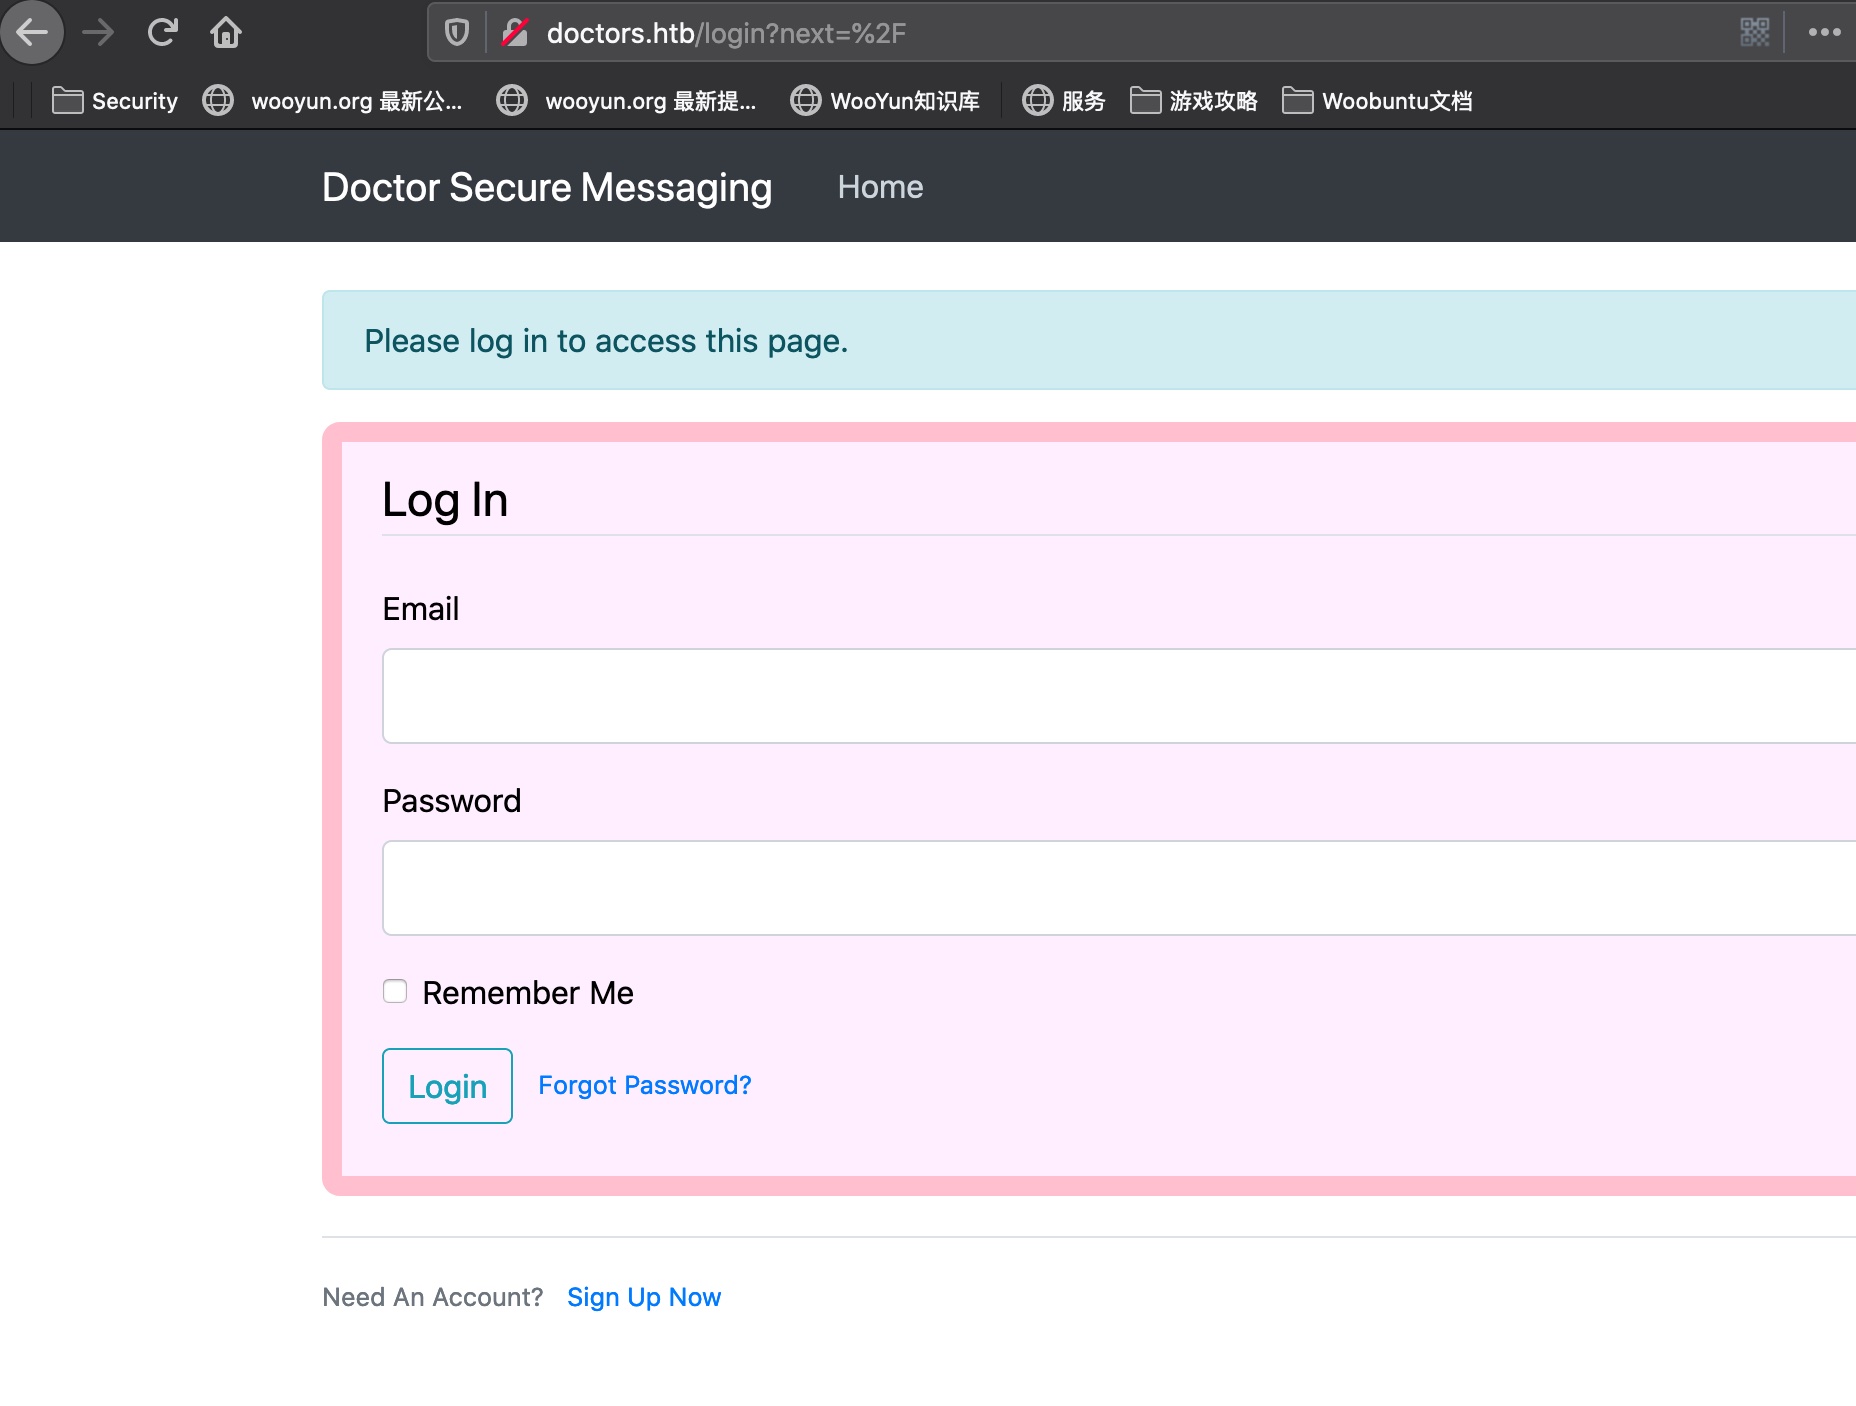 doctors.htb/login?next=%2F
Security wooyun.org 最新公... wooyun.org 最新提... WooYun知识库 服务 游戏攻略 Woobuntu文档
Doctor Secure Messaging Home
Please log in to access this page.
Log In
Email
Password
Remember Me
Login Forgot Password?
Need An Account? Sign Up Now